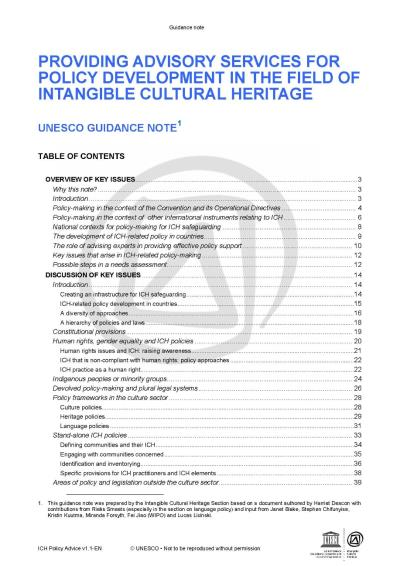 Guidance note
PROVIDING ADVISORY SERVICES FOR
POLICY DEVELOPMENT IN THE FIELD OF
INTANGIBLE CULTURAL HERITAGE
UNESCO GUIDANCE NOTE1
TABLE OF CONTENTS
OVERVIEW OF KEY ISSUES 3
Why this note? 3
Introduction 3
Policy-making in the context of the Convention and its Operational Directives 4
Policy-making in the context of other international instruments relating to ICH 6
National contexts for policy-making for ICH safeguarding 8
The development of ICH-related policy in countries 9
The role of advising experts in providing effective policy support 10
Key issues that arise in ICH-related policy-making 12
Possible steps in a needs assessment 12
DISCUSSION OF KEY ISSUES 14
Introduction 14
Creating an infrastructure for ICH safeguarding 14
ICH-related policy development in countries 15
A diversity of approaches 16
A hierarchy of policies and laws 18
Constitutional provisions 19
Human rights, gender equality and ICH policies 20
Human rights issues and ICH: raising awareness 21
ICH that is non-compliant with human rights: policy approaches 22
ICH practice as a human right 22
Indigenous peoples or minority groups 24
Devolved policy-making and plural legal systems 26
Policy frameworks in the culture sector 28
Culture policies 28
Heritage policies 29
Language policies 31
Stand-alone ICH policies 33
Defining communities and their ICH 34
Engaging with communities concerned 35
Identification and inventorying 36
Specific provisions for ICH practitioners and ICH elements 38
Areas of policy and legislation outside the culture sector 39
1. This guidance note was prepared by the Intangible Cultural Heritage Section based on a document authored by Harriet Deacon with
contributions from Rieks Smeets (especially in the section on language policy) and input from Janet Blake, Stephen Chifunyise,
Kristin Kuutma, Miranda Forsyth, Fei Jiao (WIPO) and Lucas Lixinski.
ICH Policy Advice v1.1-EN
© UNESCO • Not to be reproduced without permission